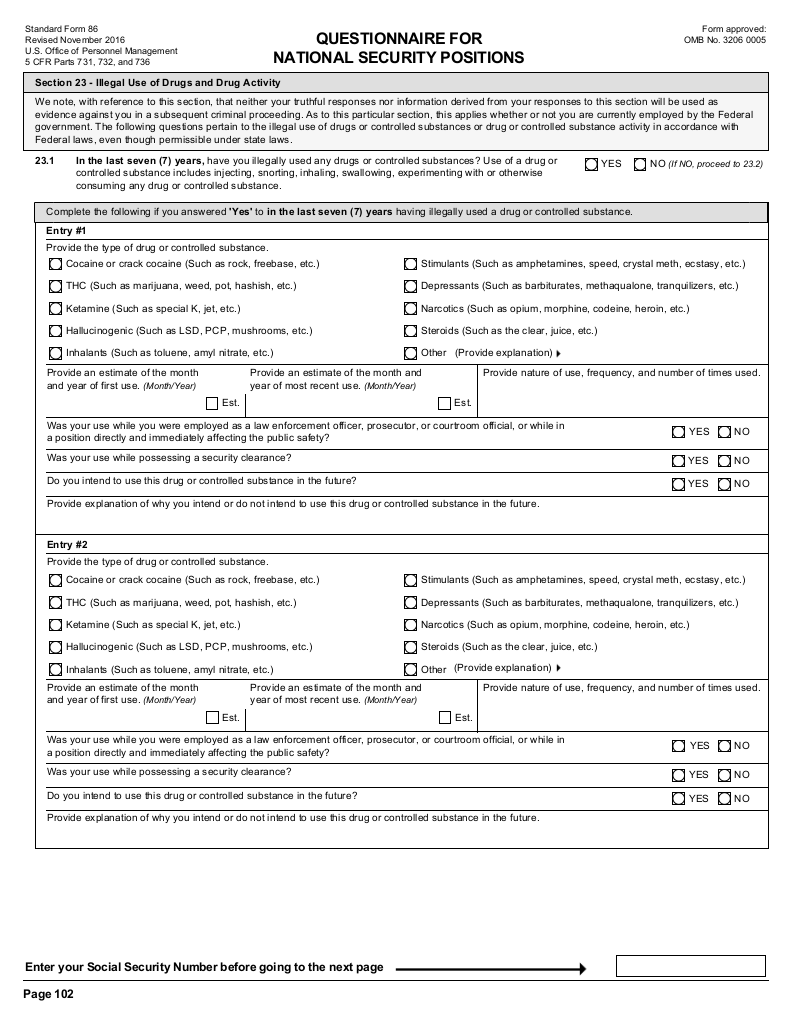 Standard Form 86
Revised November 2016
U.S. Office of Personnel Management
5 CFR Parts 731, 732, and 736
QUESTIONNAIRE FOR
NATIONAL SECURITY POSITIONS
Form approved:
OMB No. 3206 0005
Section 23 - Illegal Use of Drugs and Drug Activity
We note, with reference to this section, that neither your truthful responses nor information derived from your responses to this section will be used as
evidence against you in a subsequent criminal proceeding. As to this particular section, this applies whether or not you are currently employed by the Federal
government. The following questions pertain to the illegal use of drugs or controlled substances or drug or controlled substance activity in accordance with
Federal laws, even though permissible under state laws.
23.1 In the last seven (7) years, have you illegally used any drugs or controlled substances? Use of a drug or
controlled substance includes injecting, snorting, inhaling, swallowing, experimenting with or otherwise
consuming any drug or controlled substance.
YES NO (If NO, proceed to 23.2)
Complete the following if you answered 'Yes' to in the last seven (7) years having illegally used a drug or controlled substance.
Entry #1
Provide the type of drug or controlled substance.
Cocaine or crack cocaine (Such as rock, freebase, etc.)
THC (Such as marijuana, weed, pot, hashish, etc.)
Ketamine (Such as special K, jet, etc.)
Hallucinogenic (Such as LSD, PCP, mushrooms, etc.)
Inhalants (Such as toluene, amyl nitrate, etc.)
Stimulants (Such as amphetamines, speed, crystal meth, ecstasy, etc.)
Depressants (Such as barbiturates, methaqualone, tranquilizers, etc.)
Narcotics (Such as opium, morphine, codeine, heroin, etc.)
Steroids (Such as the clear, juice, etc.)
Other (Provide explanation)
Provide an estimate of the month
and year of first use. (Month/Year)
Est.
Provide an estimate of the month and
year of most recent use. (Month/Year)
Est.
Provide nature of use, frequency, and number of times used.
Was your use while you were employed as a law enforcement officer, prosecutor, or courtroom official, or while in
a position directly and immediately affecting the public safety?
YES NO
Was your use while possessing a security clearance?
YES NO
Do you intend to use this drug or controlled substance in the future?
YES NO
Provide explanation of why you intend or do not intend to use this drug or controlled substance in the future.
Entry #2
Provide the type of drug or controlled substance.
Cocaine or crack cocaine (Such as rock, freebase, etc.)
THC (Such as marijuana, weed, pot, hashish, etc.)
Ketamine (Such as special K, jet, etc.)
Hallucinogenic (Such as LSD, PCP, mushrooms, etc.)
Inhalants (Such as toluene, amyl nitrate, etc.)
Stimulants (Such as amphetamines, speed, crystal meth, ecstasy, etc.)
Depressants (Such as barbiturates, methaqualone, tranquilizers, etc.)
Narcotics (Such as opium, morphine, codeine, heroin, etc.)
Steroids (Such as the clear, juice, etc.)
Other (Provide explanation)
Provide an estimate of the month
and year of first use. (Month/Year)
Est.
Provide an estimate of the month and
year of most recent use. (Month/Year)
Est.
Provide nature of use, frequency, and number of times used.
Was your use while you were employed as a law enforcement officer, prosecutor, or courtroom official, or while in
a position directly and immediately affecting the public safety?
YES NO
Was your use while possessing a security clearance?
YES NO
Do you intend to use this drug or controlled substance in the future?
YES NO
Provide explanation of why you intend or do not intend to use this drug or controlled substance in the future.
Enter your Social Security Number before going to the next page
Page 102